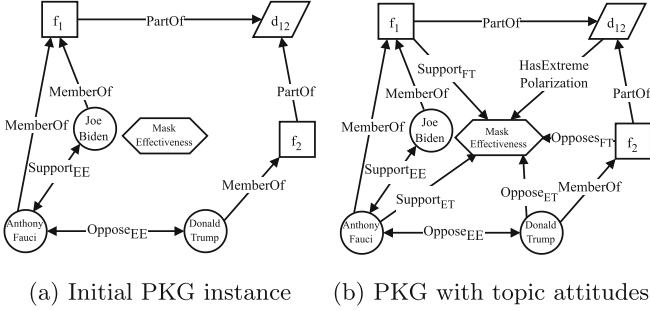 f1
PartOf
d12
MemberOf
MemberOf
PartOf
Joe
Biden
Mask
Effectiveness
SupportEE
f2
MemberOf
Anthony
Fauci
OpposeEE
Donald
Trump
(a) Initial PKG instance
f1
PartOf
d12
SupportFT
HasExtreme
Polarization
MemberOf
MemberOf
PartOf
Joe
Biden
Mask
Effectiveness
OpposesFT
f2
SupportEE
SupportET
OpposeET
MemberOf
Anthony
Fauci
OpposeEE
Donald
Trump
(b) PKG with topic attitudes